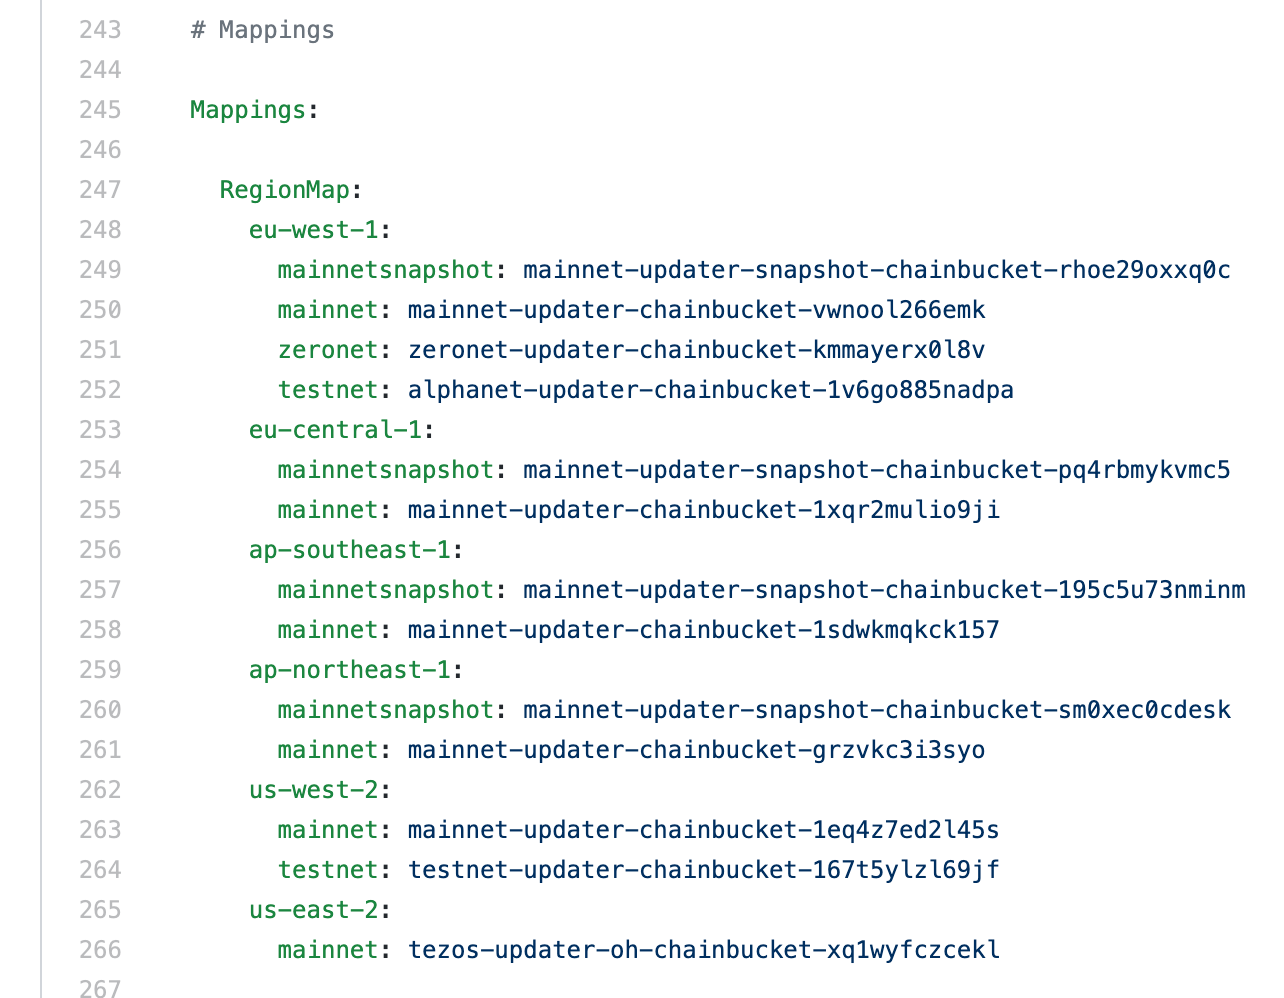 243 # Mappings
244
245 Mappings:
246
247 RegionMap:
248 eu-west-1:
249 mainnetsnapshot: mainnet-updater-snapshot-chainbucket-rhoe29oxxq0c
250 mainnet: mainnet-updater-chainbucket-vwnool266emk
251 zeronet: zeronet-updater-chainbucket-kmmayerx0l8v
252 testnet: alphanet-updater-chainbucket-1v6go885nadpa
253 eu-central-1:
254 mainnetsnapshot: mainnet-updater-snapshot-chainbucket-pq4rbmykvmc5
255 mainnet: mainnet-updater-chainbucket-1xqr2mulio9ji
256 ap-southeast-1:
257 mainnetsnapshot: mainnet-updater-snapshot-chainbucket-195c5u73nminm
258 mainnet: mainnet-updater-chainbucket-1sdwkmqkck157
259 ap-northeast-1:
260 mainnetsnapshot: mainnet-updater-snapshot-chainbucket-sm0xec0cdesk
261 mainnet: mainnet-updater-chainbucket-grzvkc3i3syo
262 us-west-2:
263 mainnet: mainnet-updater-chainbucket-1eq4z7ed2l45s
264 testnet: testnet-updater-chainbucket-167t5ylzl69jf
265 us-east-2:
266 mainnet: tezos-updater-oh-chainbucket-xq1wyfczcekl
267